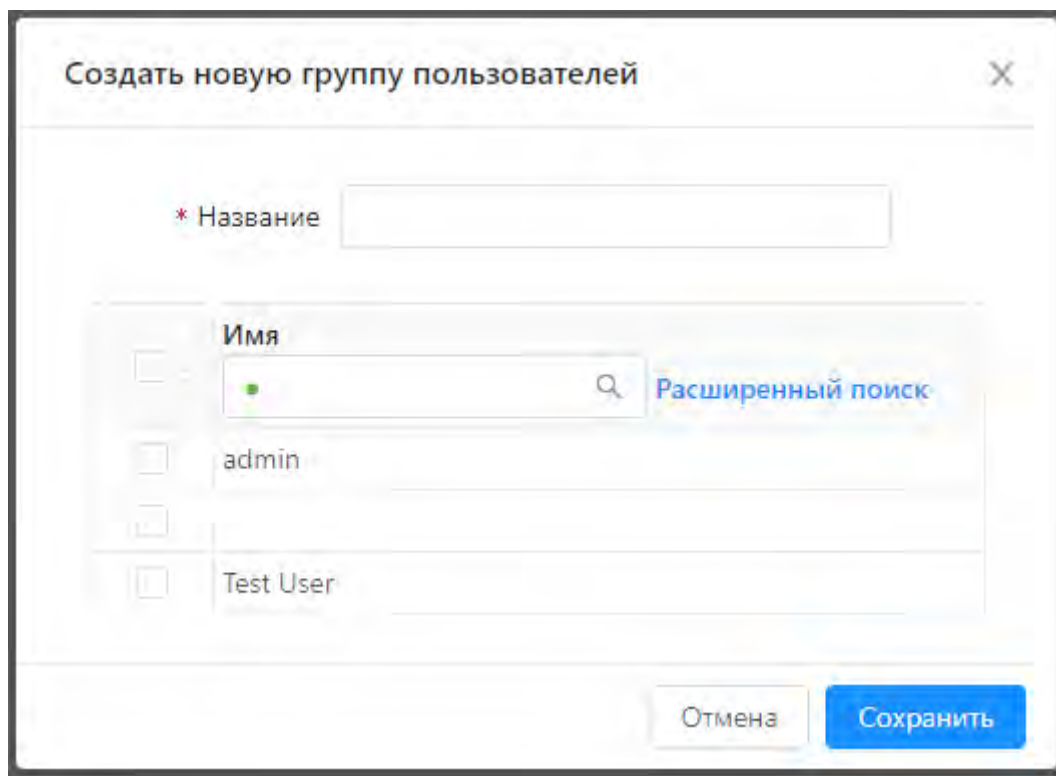 Создать новую группу пользователей
* Название
Имя
Расширенный поиск
admin
Test User
Отмена
Сохранить